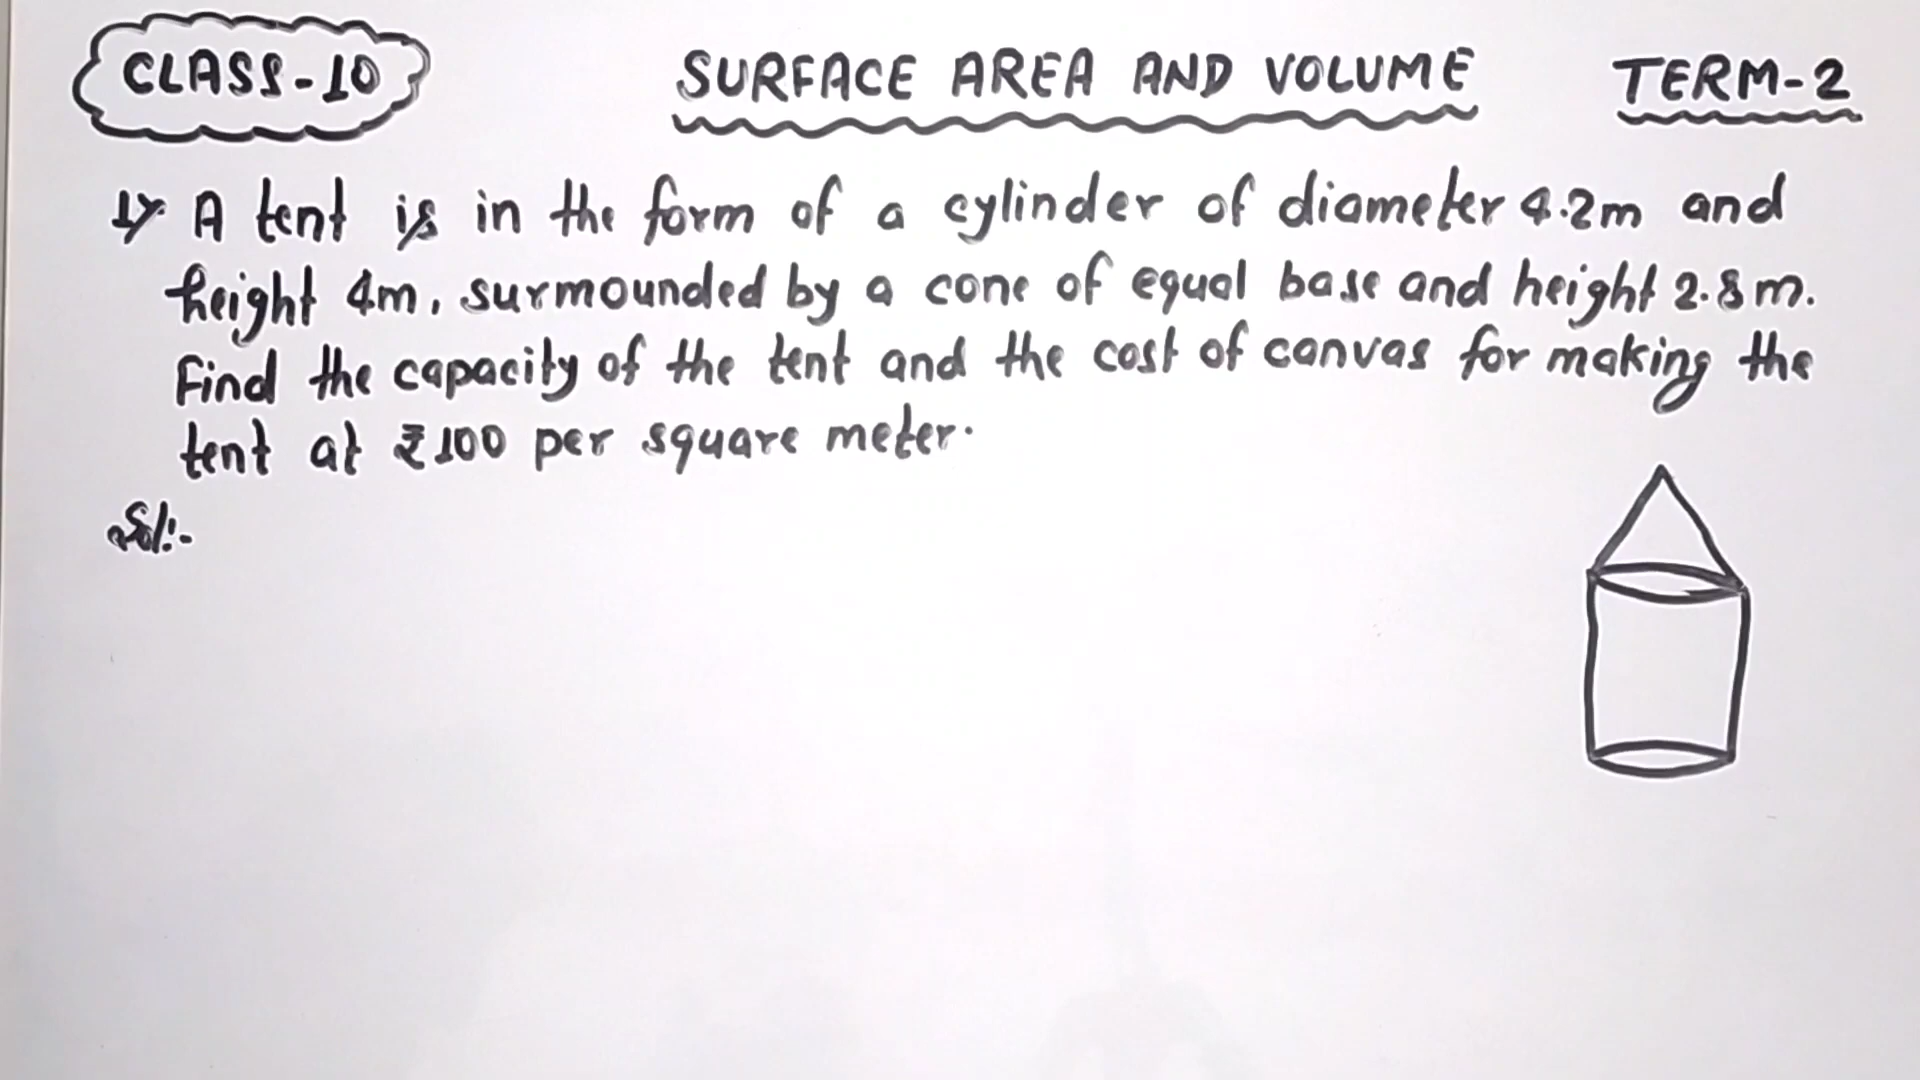 CLASS-10
SURFACE AREA AND VOLUME
TERM-2
1. A tent is in the form of a cylinder of diameter 4.2m and
height 4m, surmounded by a cone of equal base and height 2.8m.
Find the capacity of the tent and the cost of canvas for making the
tent at ₹100 per square meter.
Sol:-